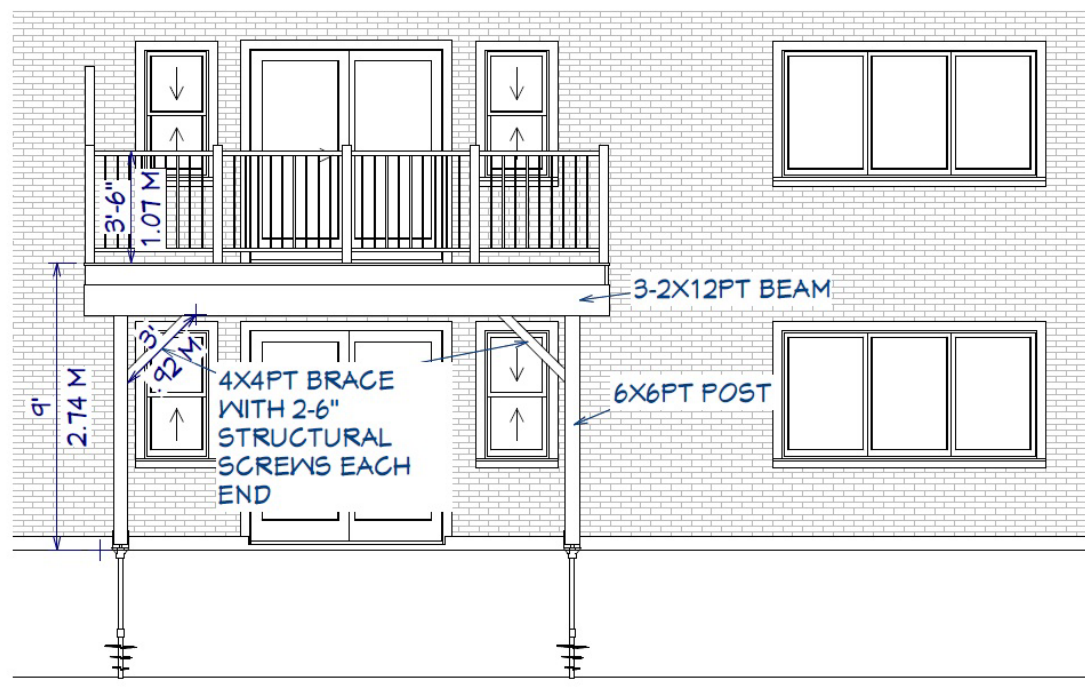 3'-6"
1.07 M
3-2X12PT BEAM
3'
.92 M
4X4PT BRACE
WITH 2-6"
STRUCTURAL
SCREWS EACH
END
6X6PT POST
9'
2.74 M